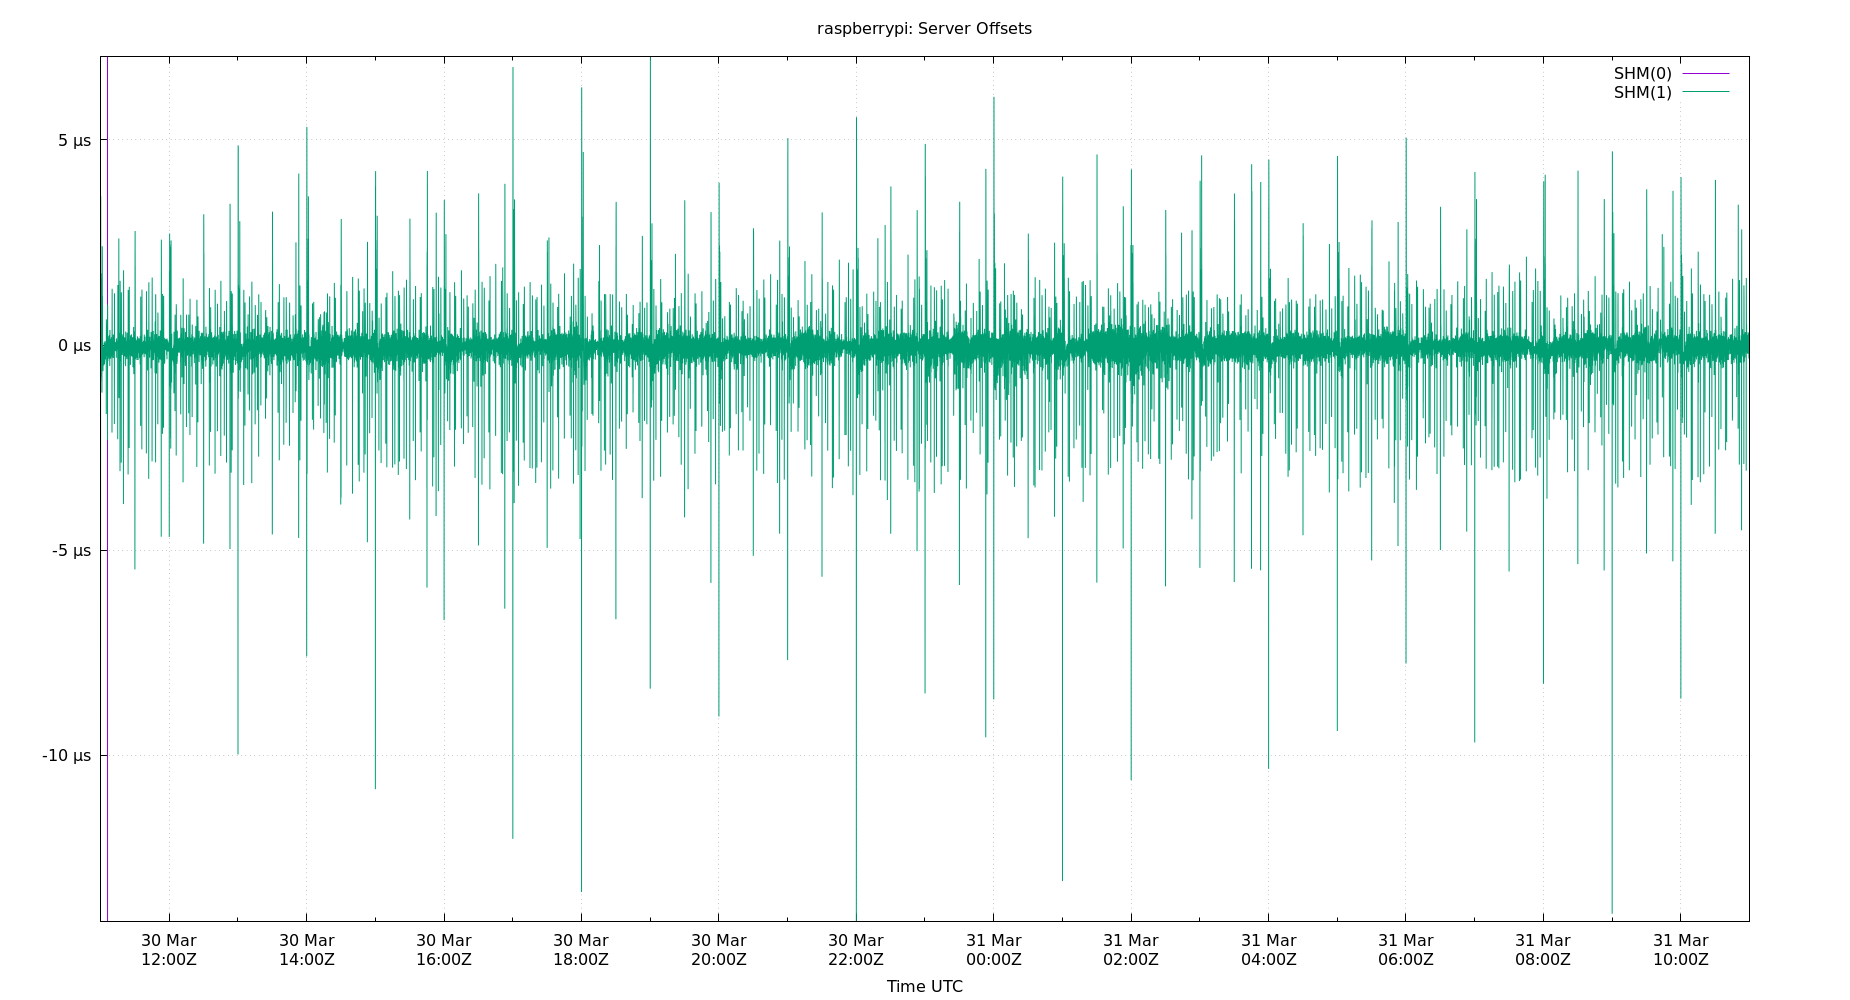 raspberrypi: Server Offsets
SHM(0)
SHM(1)
5 µs
0 µs
-5 µs
-10 µs
30 Mar 30 Mar 30 Mar 30 Mar 30 Mar 30 Mar 31 Mar 31 Mar 31 Mar 31 Mar 31 Mar 31 Mar
12:00Z 14:00Z 16:00Z 18:00Z 20:00Z 22:00Z 00:00Z 02:00Z 04:00Z 06:00Z 08:00Z 10:00Z
Time UTC